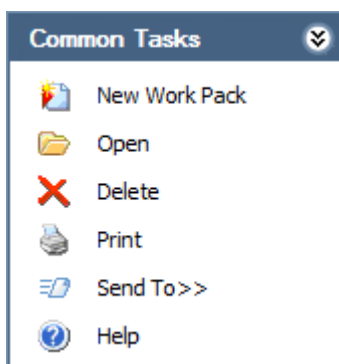 Common Tasks
New Work Pack
Open
Delete
Print
Send To>>
Help